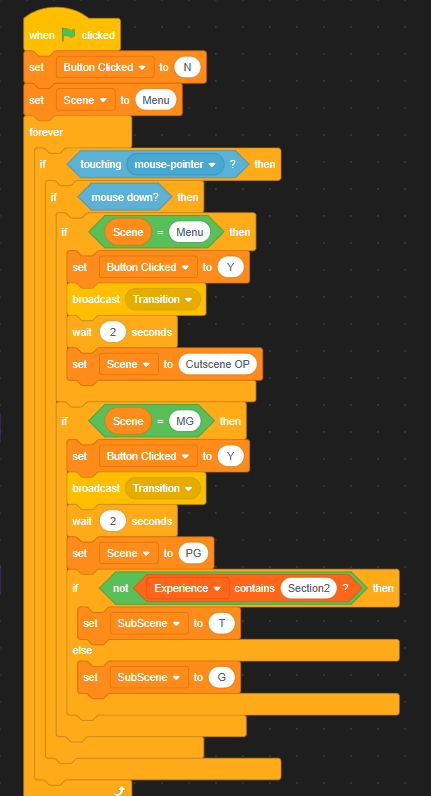 when clicked
set Button Clicked to N
set Scene to Menu
forever
if touching mouse-pointer ? then
if mouse down? then
if Scene = Menu then
set Button Clicked to Y
broadcast Transition
wait 2 seconds
set Scene to Cutscene OP
if Scene = MG then
set Button Clicked to Y
broadcast Transition
wait 2 seconds
set Scene to PG
if not Experience contains Section2 ? then
set SubScene to T
else
set SubScene to G